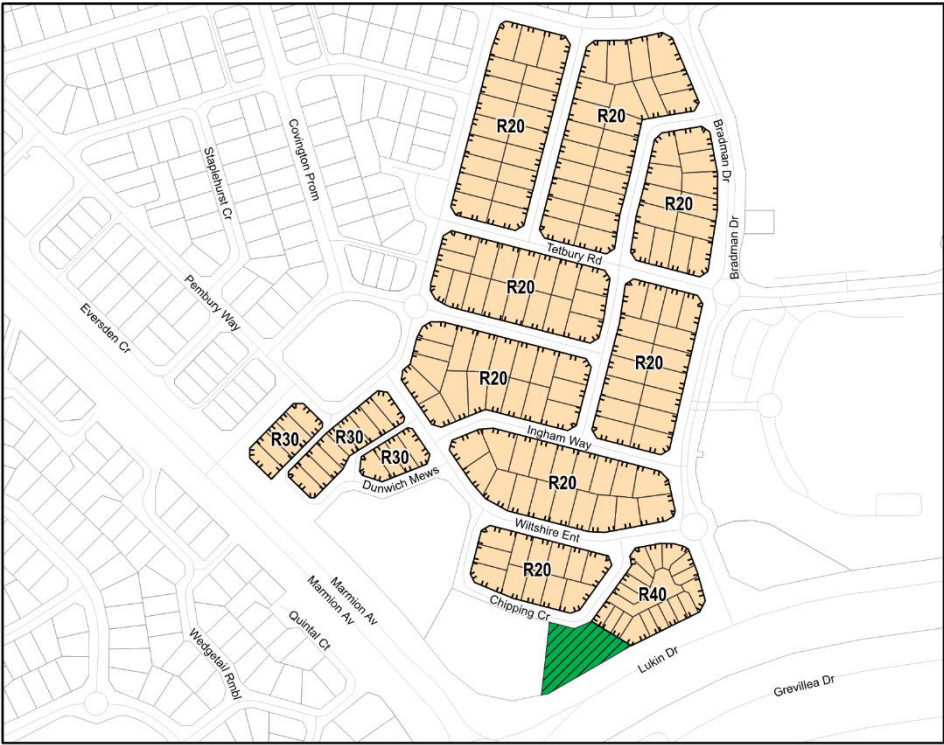 R20
R20
Bradman Dr
Covington Prom
Staplehurst Cr
R20
Bradman Dr
Tetbury Rd
Pembury Way
R20
Eversden Cr
R20
R20
R30
R30
Ingham Way
R30
Dunwich Mews
R20
Wiltshire Ent
R20
R40
Marmion Av
Marmion Av
Chipping Cr
Quintal Ct
Wedgetail Rmbl
Lukin Dr
Grevillea Dr